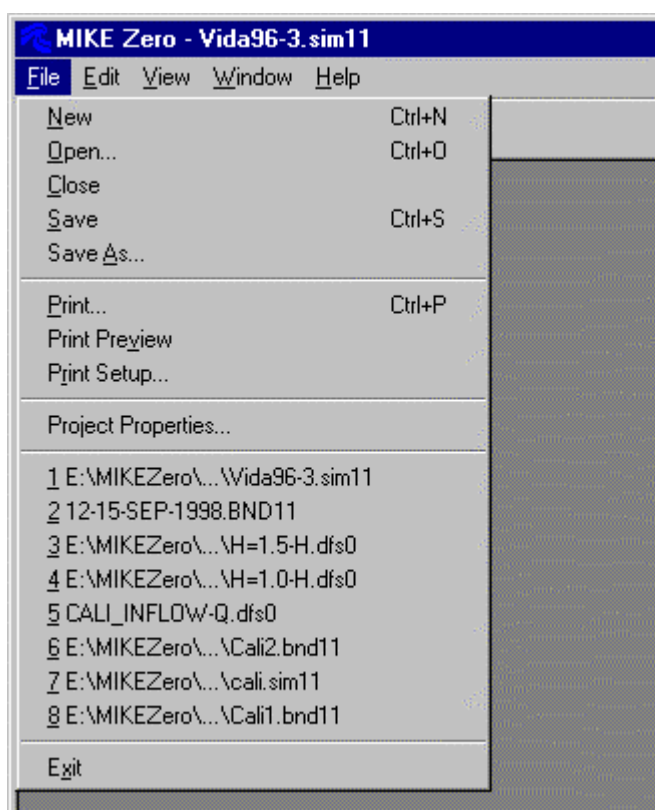 MIKE Zero - Vida96-3.sim11
File Edit View Window Help
New Ctrl+N
Open... Ctrl+O
Close
Save Ctrl+S
Save As...
Print... Ctrl+P
Print Preview
Print Setup...
Project Properties...
1 E:\MIKEZero\...\Vida96-3.sim11
2 12-15-SEP-1998.BND11
3 E:\MIKEZero\...\H=1.5-H.dfs0
4 E:\MIKEZero\...\H=1.0-H.dfs0
5 CALI_INFLOW-Q.dfs0
6 E:\MIKEZero\...\Cali2.bnd11
7 E:\MIKEZero\...\cali.sim11
8 E:\MIKEZero\...\Cali1.bnd11
Exit